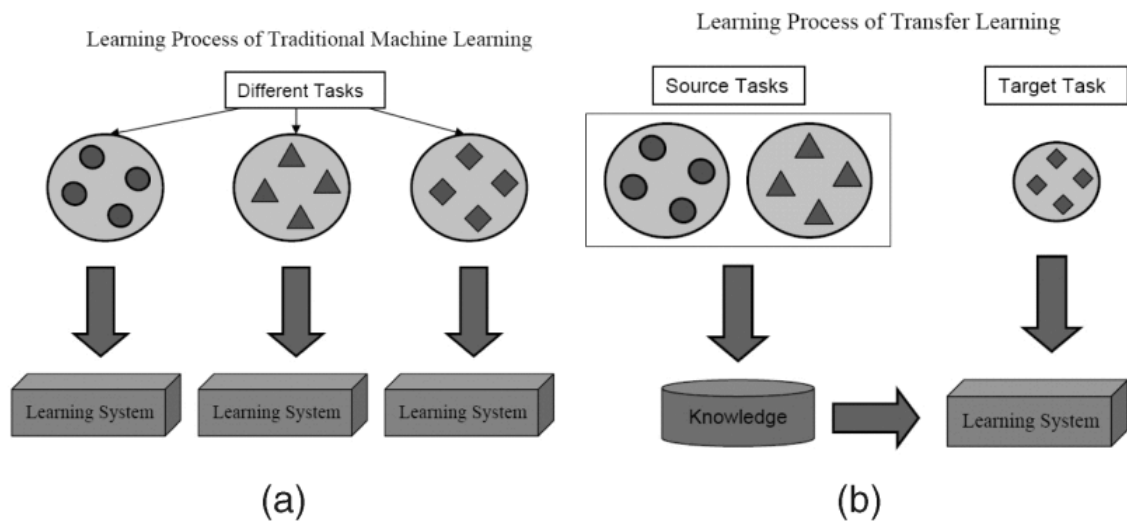 Learning Process of Traditional Machine Learning
Different Tasks
Learning System
Learning System
Learning System
(a)
Learning Process of Transfer Learning
Source Tasks
Target Task
Knowledge
Learning System
(b)